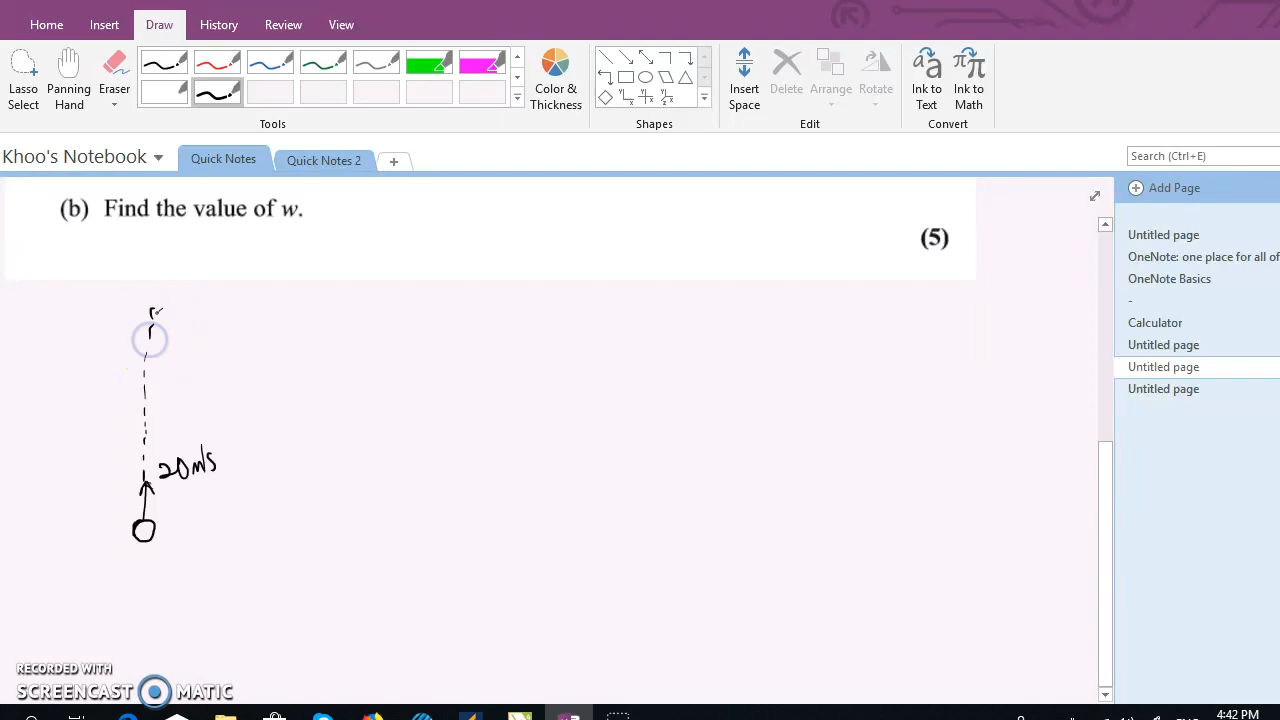 Home Insert Draw History Review View
Lasso Select
Panning Hand
Eraser
Color & Thickness
Insert Space
Delete
Arrange
Rotate
Ink to Text
Ink to Math
Tools Shapes Edit Convert
Khoo's Notebook Quick Notes Quick Notes 2
Search (Ctrl+E)
Add Page
(b) Find the value of w.
(5)
Untitled page
OneNote: one place for all of
OneNote Basics
-
Calculator
Untitled page
Untitled page
Untitled page
20m/s
RECORDED WITH
SCREENCAST MATIC
4:42 PM